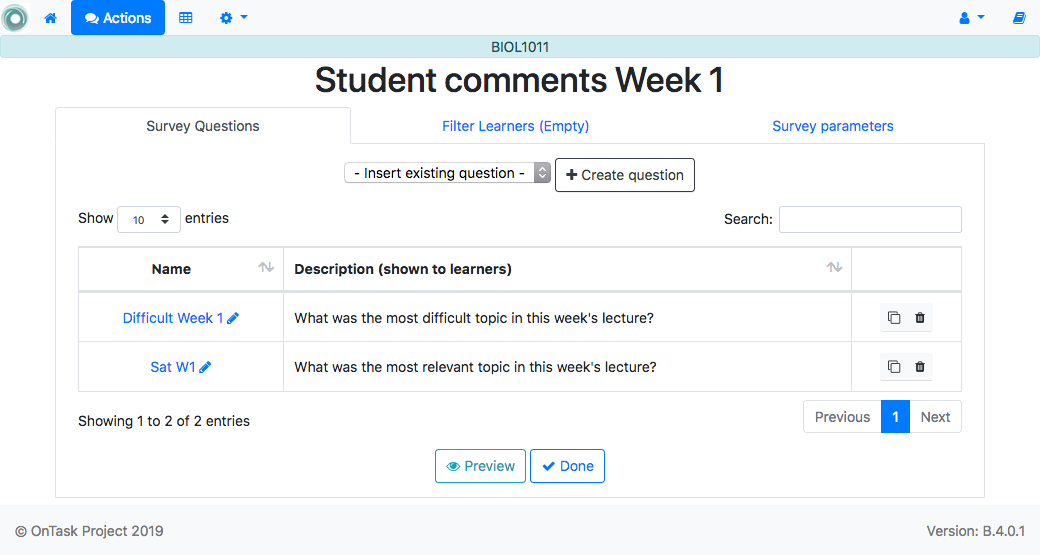 Actions
BIOL1011
Student comments Week 1
Survey Questions Filter Learners (Empty) Survey parameters
- Insert existing question - Create question
Show 10 entries Search:
Name Description (shown to learners)
Difficult Week 1 What was the most difficult topic in this week's lecture?
Sat W1 What was the most relevant topic in this week's lecture?
Showing 1 to 2 of 2 entries Previous 1 Next
Preview Done
© OnTask Project 2019 Version: B.4.0.1